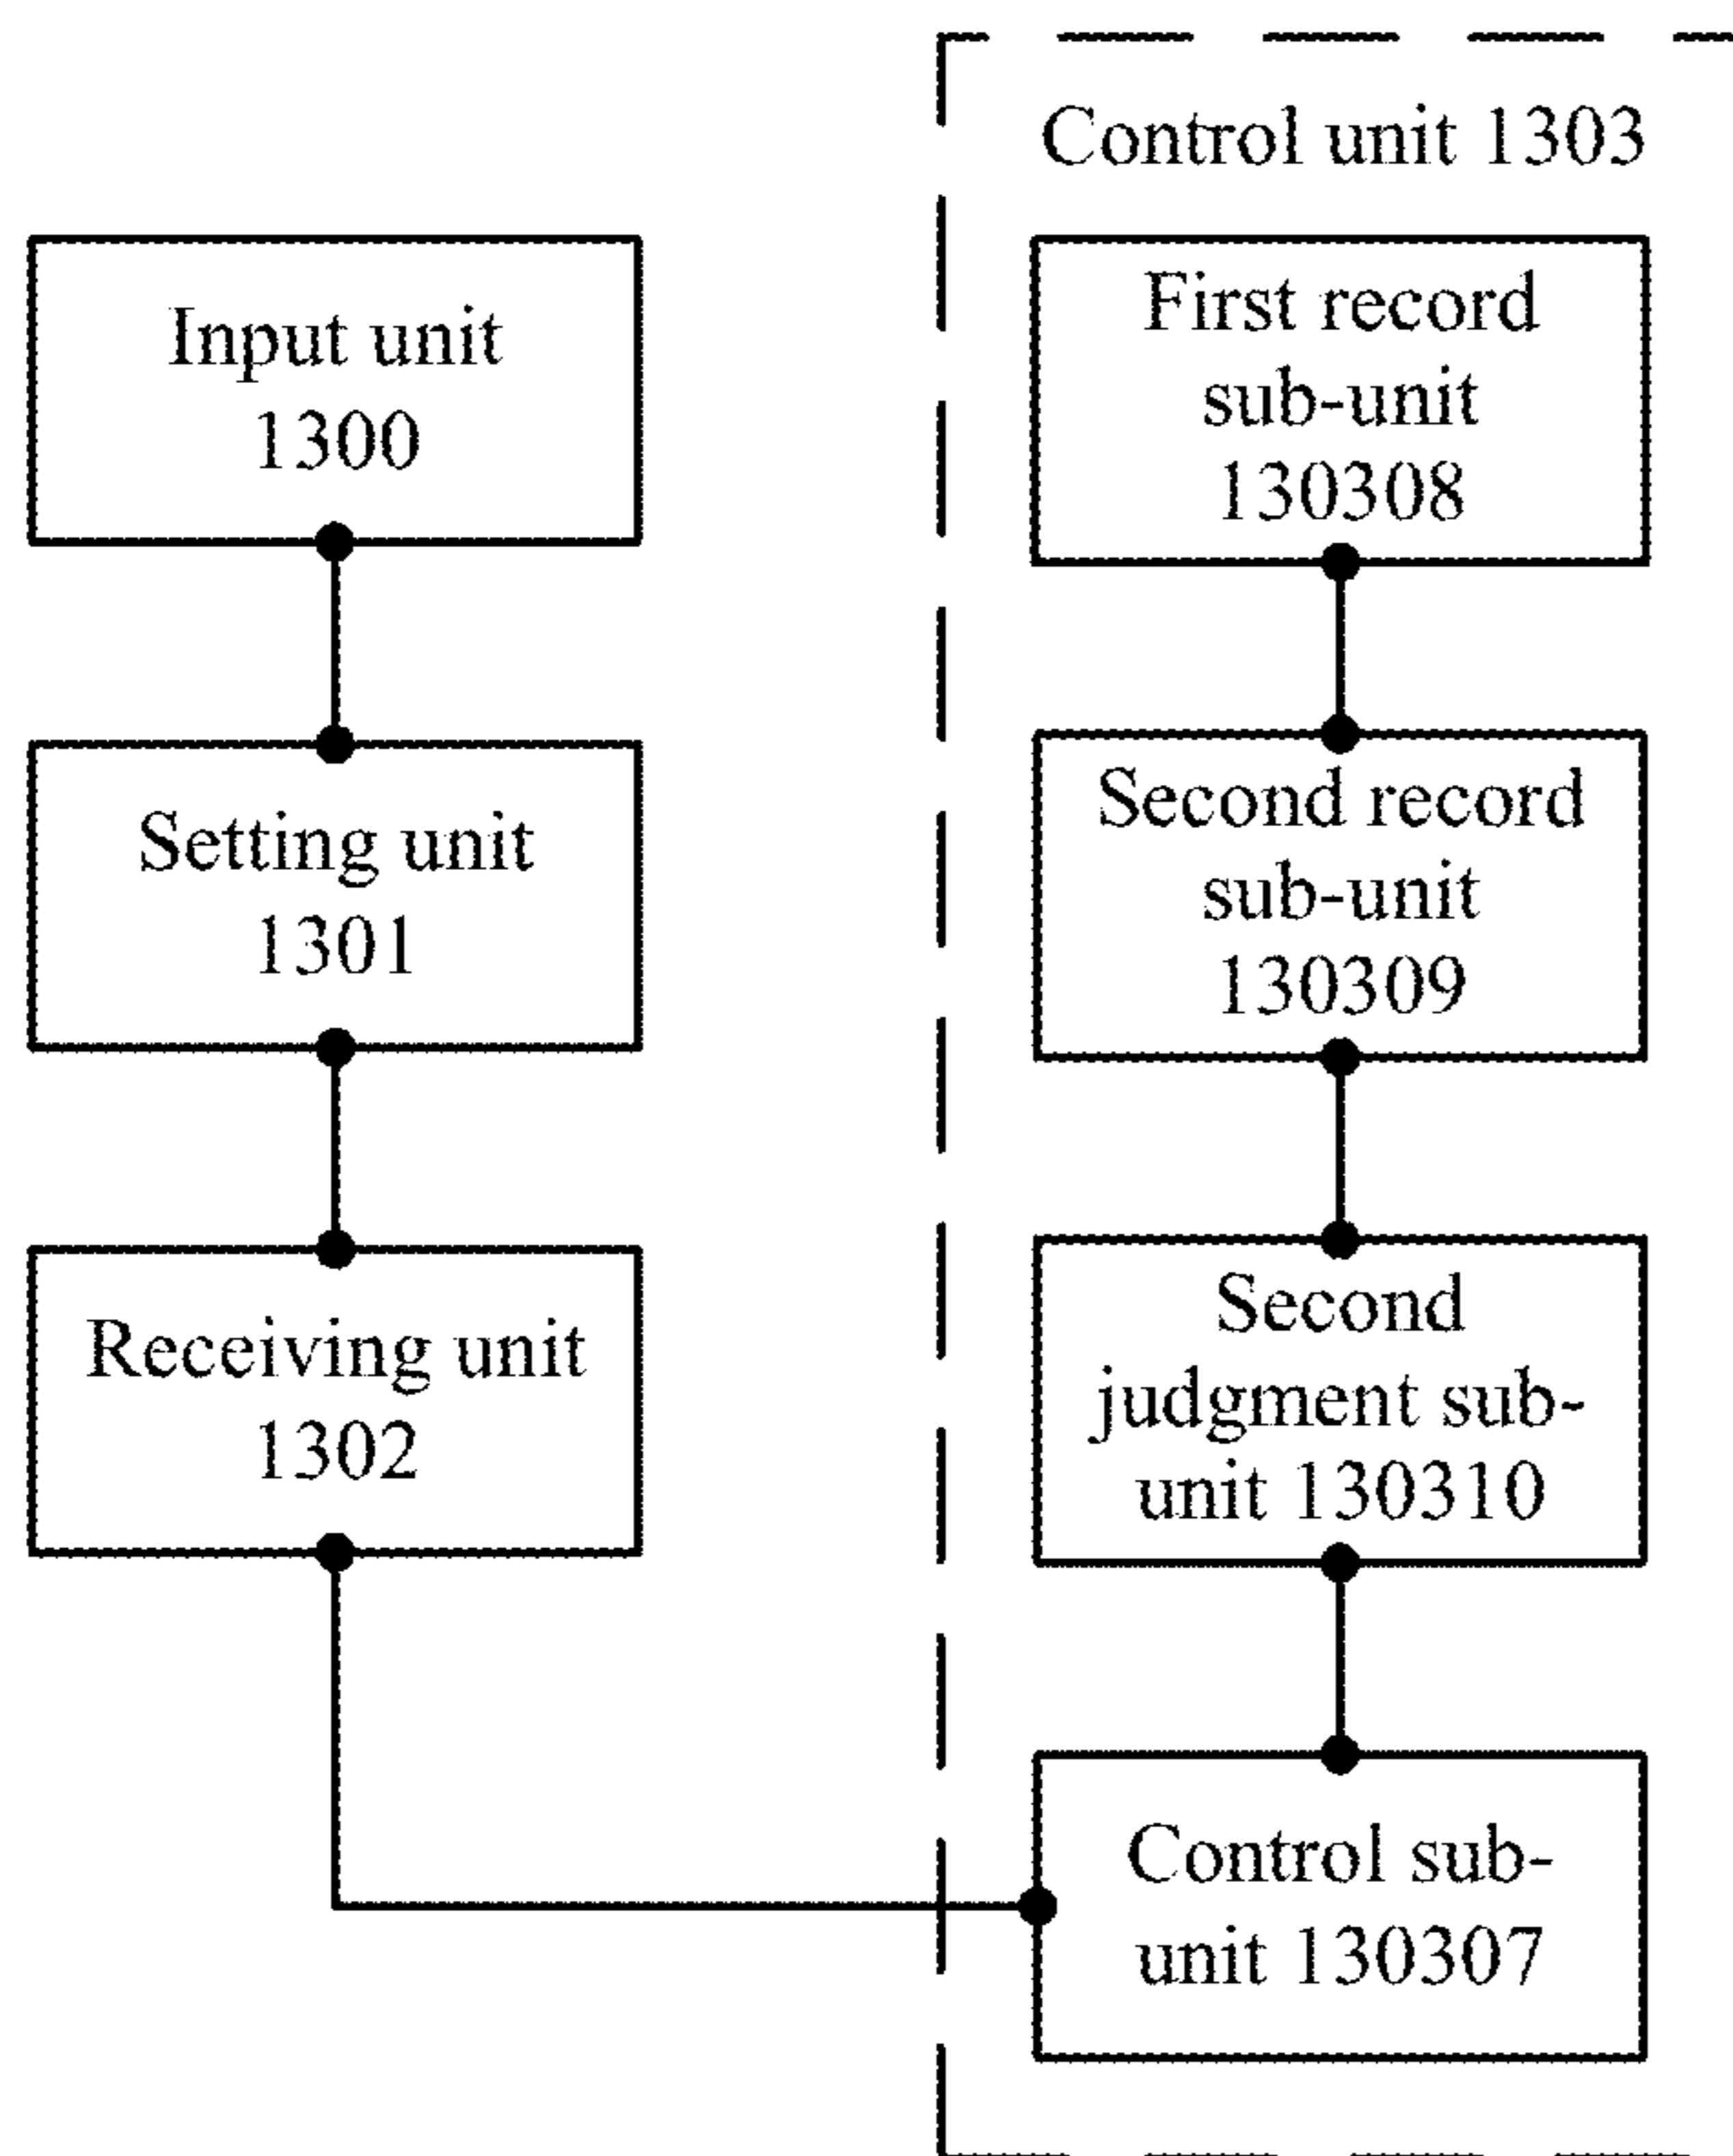 Control unit 1303
Input unit
1300
Setting unit
1301
Receiving unit
1302
First record
sub-unit
130308
Second record
sub-unit
130309
Second
judgment sub-
unit 130310
Control sub-
unit 130307